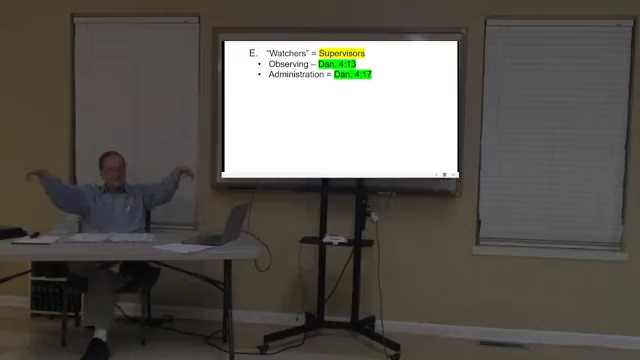 E. "Watchers" = Supervisors
• Observing – Dan. 4:13
• Administration = Dan. 4:17